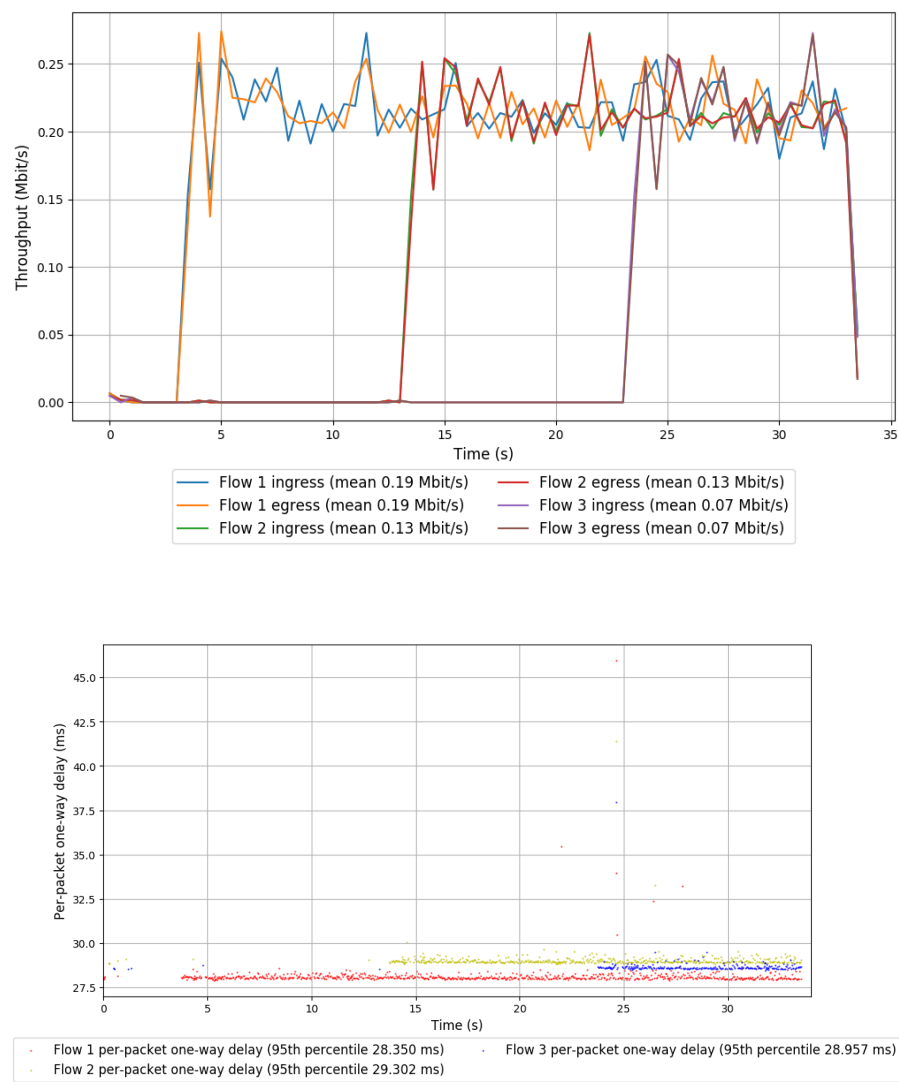 0.25
0.20
0.15
0.10
0.05
0.00
Throughput (Mbit/s)
0 5 10 15 20 25 30 35
Time (s)
Flow 1 ingress (mean 0.19 Mbit/s)
Flow 1 egress (mean 0.19 Mbit/s)
Flow 2 ingress (mean 0.13 Mbit/s)
Flow 2 egress (mean 0.13 Mbit/s)
Flow 3 ingress (mean 0.07 Mbit/s)
Flow 3 egress (mean 0.07 Mbit/s)
45.0
42.5
40.0
37.5
35.0
32.5
30.0
27.5
Per-packet one-way delay (ms)
0 5 10 15 20 25 30
Time (s)
Flow 1 per-packet one-way delay (95th percentile 28.350 ms)
Flow 2 per-packet one-way delay (95th percentile 29.302 ms)
Flow 3 per-packet one-way delay (95th percentile 28.957 ms)